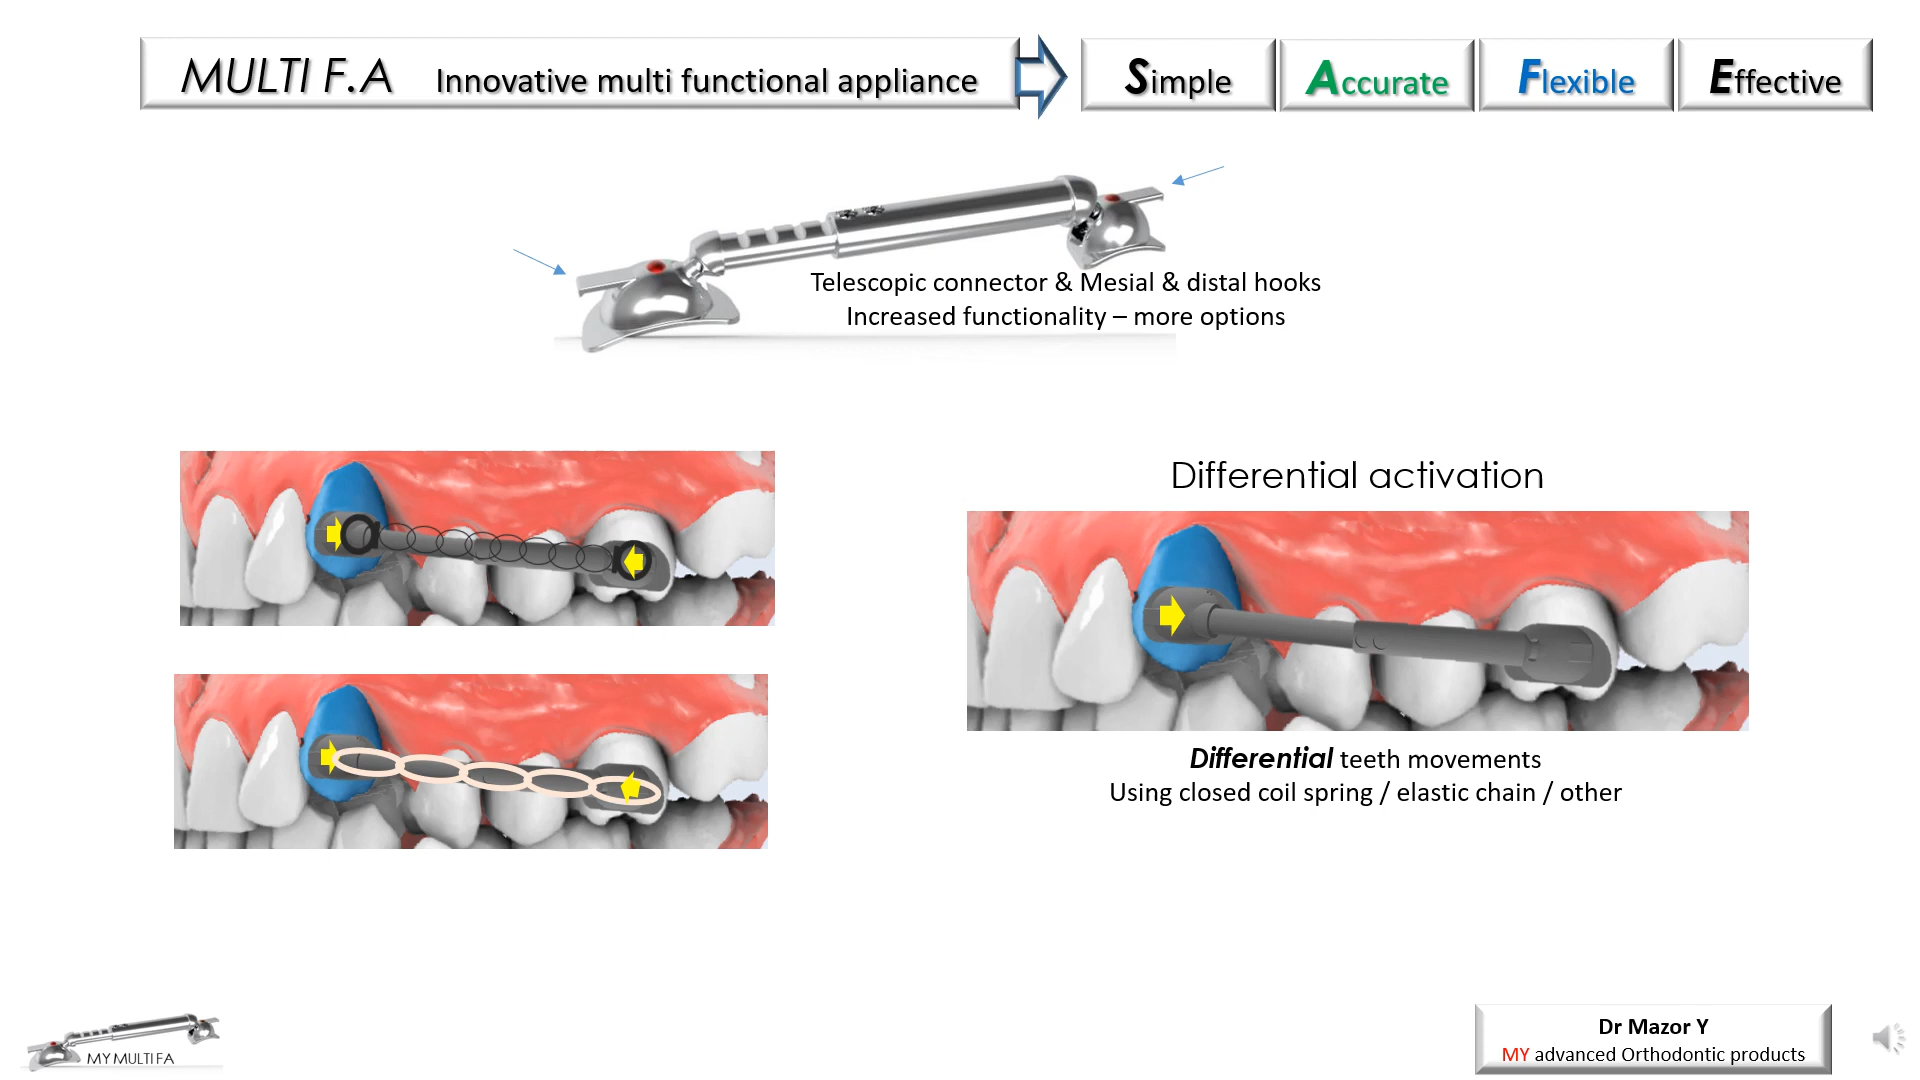 MULTI F.A Innovative multi functional appliance
Simple
Accurate
Flexible
Effective
Telescopic connector & Mesial & distal hooks
Increased functionality – more options
Differential activation
Differential teeth movements
Using closed coil spring / elastic chain / other
MY MULTI FA
Dr Mazor Y
MY advanced Orthodontic products